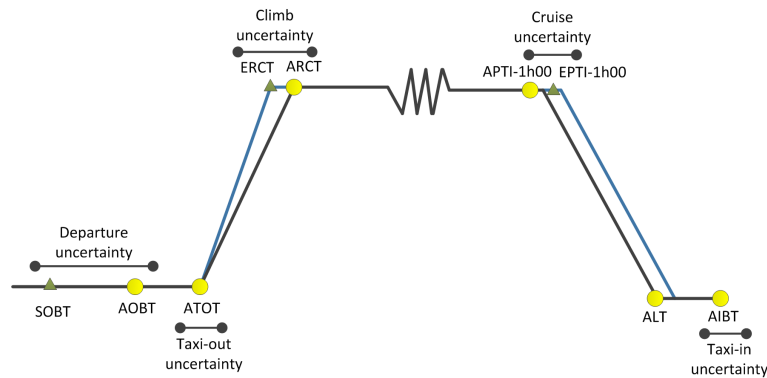 Climb
uncertainty
ERCT
ARCT
Cruise
uncertainty
APTI-1h00
EPTI-1h00
Departure
uncertainty
SOBT
AOBT
ATOT
Taxi-out
uncertainty
ALT
AIBT
Taxi-in
uncertainty